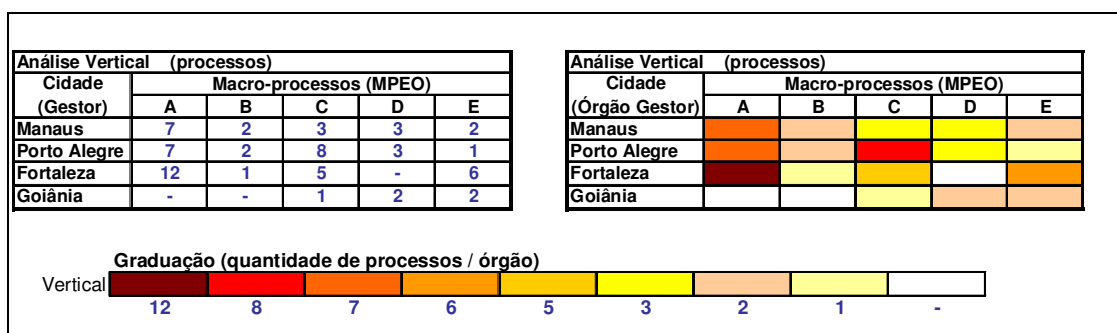 Análise Vertical (processos)
Cidade Macro-processos (MPEO)
(Gestor) A B C D E
Manaus 7 2 3 3 2
Porto Alegre 7 2 8 3 1
Fortaleza 12 1 5 - 6
Goiânia - - 1 2 2
Análise Vertical (processos)
Cidade Macro-processos (MPEO)
(Órgão Gestor) A B C D E
Manaus
Porto Alegre
Fortaleza
Goiânia
Graduação (quantidade de processos / órgão)
Vertical
12 8 7 6 5 3 2 1 -